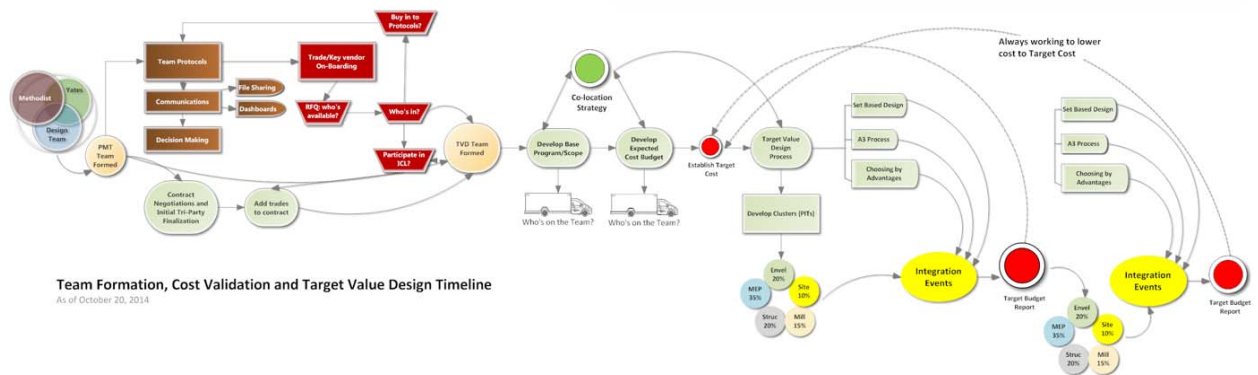 Buy in to
Protocols?
Team Protocols
Trade/Key vendor
On-Boarding
Methodist
Yates
Design
Team
Communications
File Sharing
Dashboards
RFQ: who's
available?
Who's in?
Decision Making
PMT
Team
Formed
Participate in
ICL?
TVD Team
Formed
Contract
Negotiations and
Initial Tri-Party
Finalization
Add trades
to contract
Co-location
Strategy
Develop Base
Program/Scope
Develop
Expected
Cost Budget
Establish Target
Cost
Target Value
Design
Process
Who's on the Team?
Who's on the Team?
Develop Clusters (PITs)
Set Based Design
A3 Process
Choosing by
Advantages
Envel
20%
MEP
35%
Site
10%
Struc
20%
Mill
15%
Integration
Events
Target Budget
Report
Always working to lower
cost to Target Cost
Set Based Design
A3 Process
Choosing by
Advantages
Envel
20%
MEP
35%
Site
10%
Struc
20%
Mill
15%
Integration
Events
Target Budget
Report
Team Formation, Cost Validation and Target Value Design Timeline
As of October 20, 2014